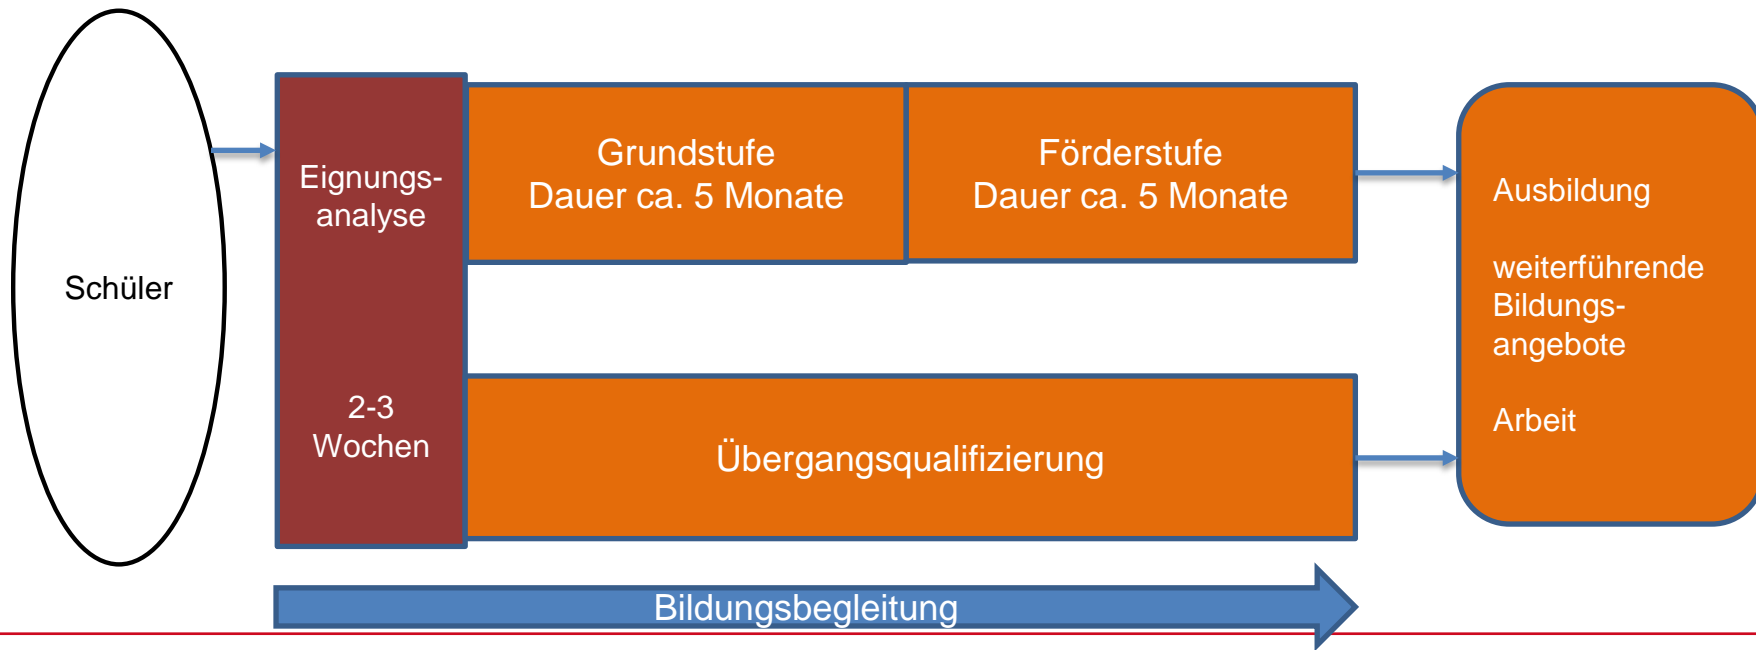 Schüler
Eignungs-
analyse
2-3
Wochen
Grundstufe
Dauer ca. 5 Monate
Förderstufe
Dauer ca. 5 Monate
Übergangsqualifizierung
Ausbildung
weiterführende
Bildungs-
angebote
Arbeit
Bildungsbegleitung